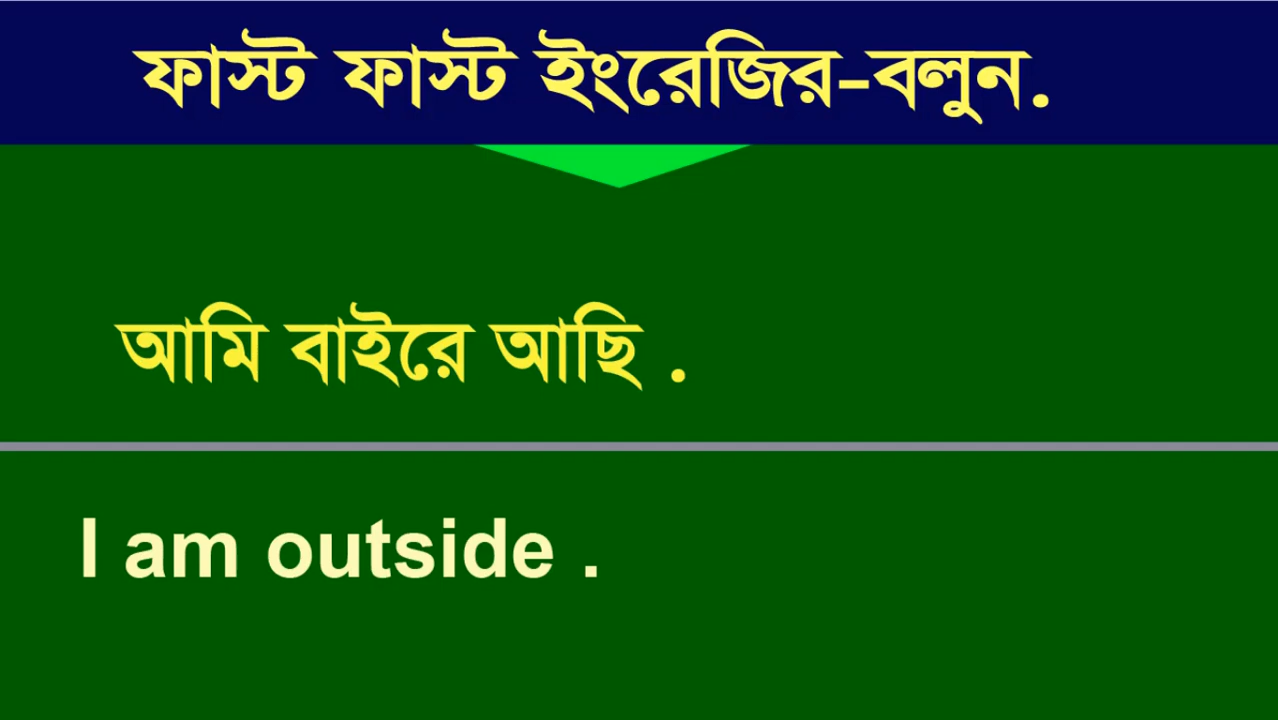 ফাস্ট ফাস্ট ইংরেজির-বলুন.
আমি বাইরে আছি .
I am outside .